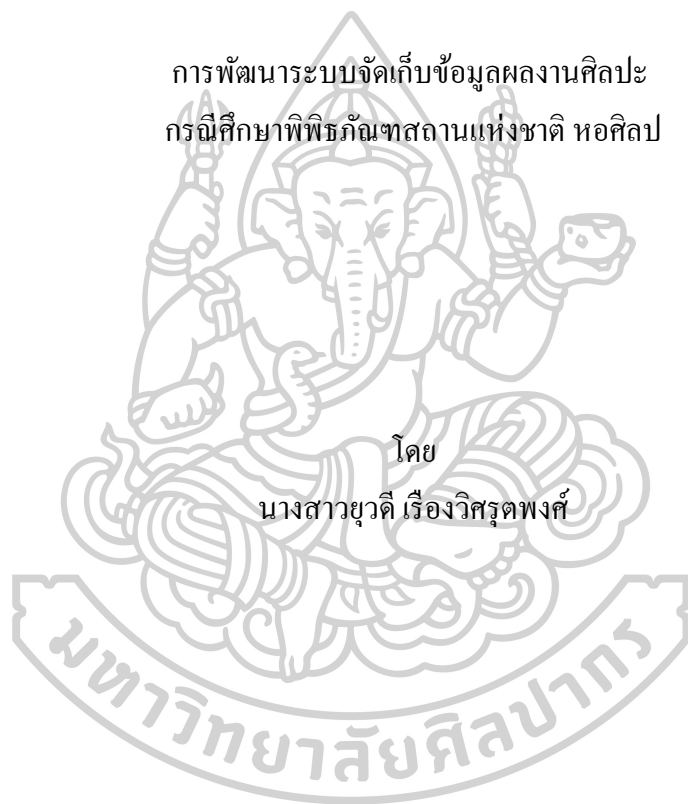 การพัฒนาระบบจัดเก็บข้อมูลผลงานศิลปะ
กรณีศึกษาพิพิธภัณฑสถานแห่งชาติ หอศิลป
โดย
นางสาวยุวดี เรืองวิศรุตพงศ์
มหาวิทยาลัยศิลปากร